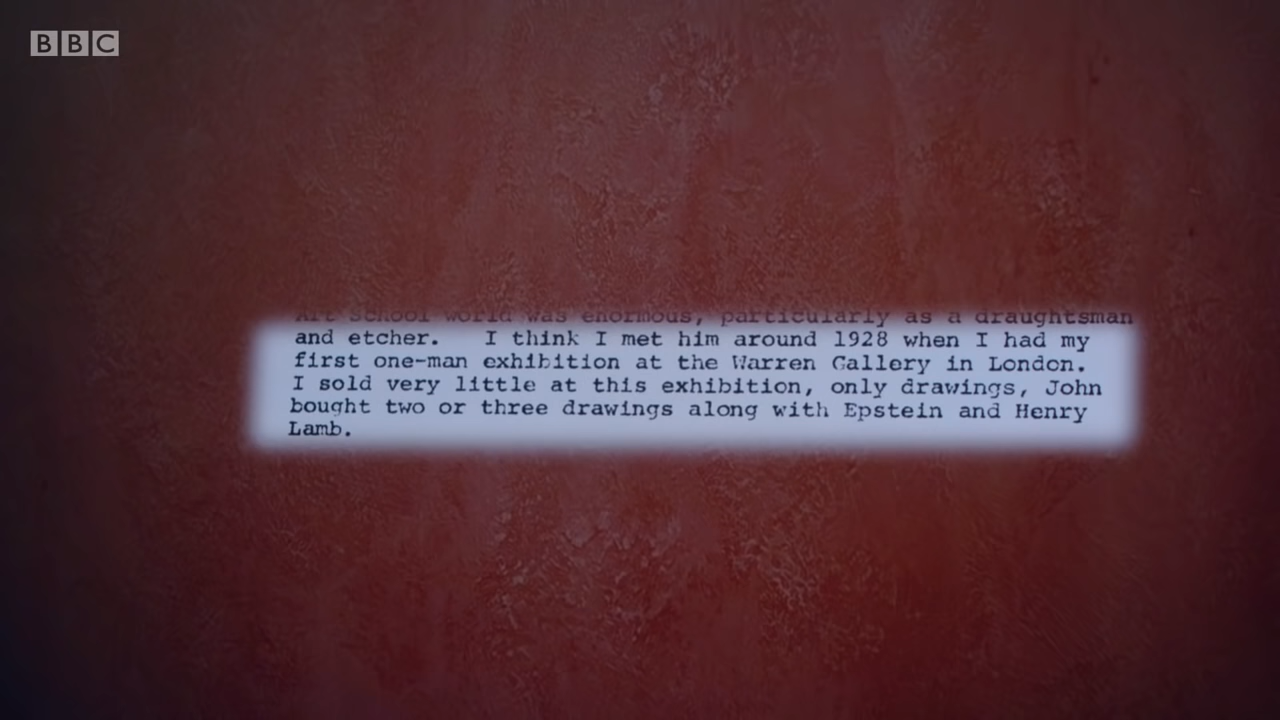 BBC
Art School world was enormous, particularly as a draughtsman
and etcher. I think I met him around 1928 when I had my
first one-man exhibition at the Warren Gallery in London.
I sold very little at this exhibition, only drawings, John
bought two or three drawings along with Epstein and Henry
Lamb.